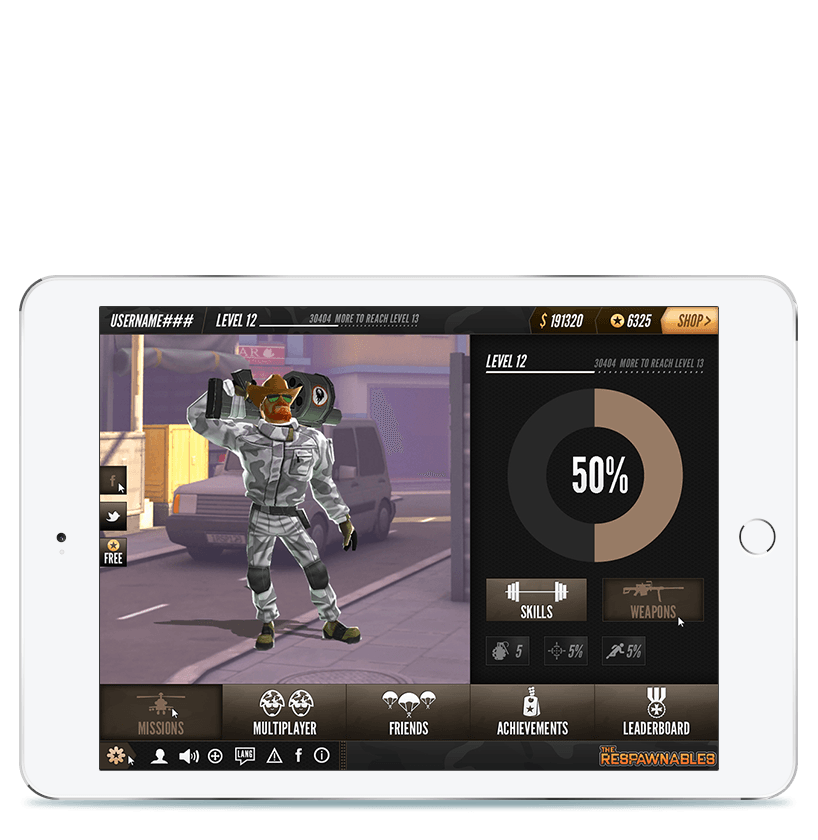 USERNAME### LEVEL 12 30404 MORE TO REACH LEVEL 13 $ 191320 6325 SHOP >
AR
LEVEL 12 30404 MORE TO REACH LEVEL 13
50%
f
FREE
SKILLS WEAPONS
5 5% 5%
MISSIONS MULTIPLAYER FRIENDS ACHIEVEMENTS LEADERBOARD
LANG f
THE
RESPAWNABLES